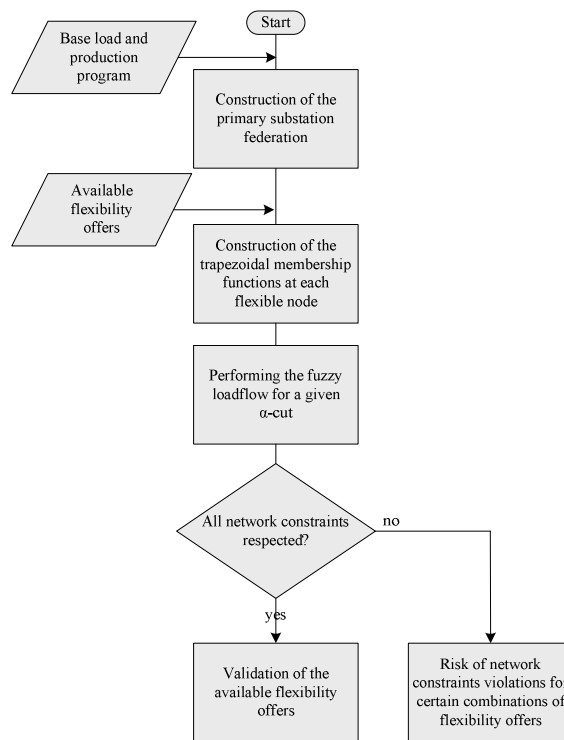 Start
Base load and
production
program
Construction of the
primary substation
federation
Available
flexibility
offers
Construction of the
trapezoidal membership
functions at each
flexible node
Performing the fuzzy
loadflow for a given
α-cut
All network constraints
respected?
no
yes
Validation of the
available flexibility
offers
Risk of network
constraints violations for
certain combinations of
flexibility offers